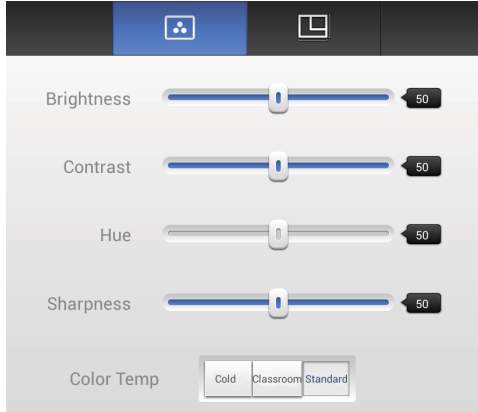 Brightness 50
Contrast 50
Hue 50
Sharpness 50
Color Temp Cold Classroom Standard